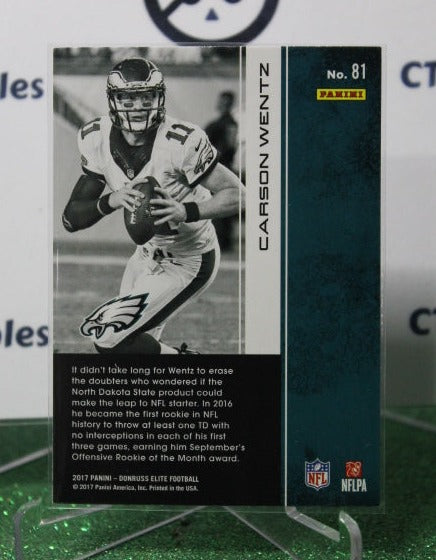 No. 81
PANINI
CARSON WENTZ
11
11
It didn't take long for Wentz to erase
the doubters who wondered if the
North Dakota State product could
make the leap to NFL starter. In 2016
he became the first rookie in NFL
history to throw at least one TD with
no interceptions in each of his first
three games, earning him September's
Offensive Rookie of the Month award.
2017 PANINI – DONRUSS ELITE FOOTBALL
© 2017 Panini America, Inc. Printed in the USA.
NFL
NFLPA
CT
CT
bles